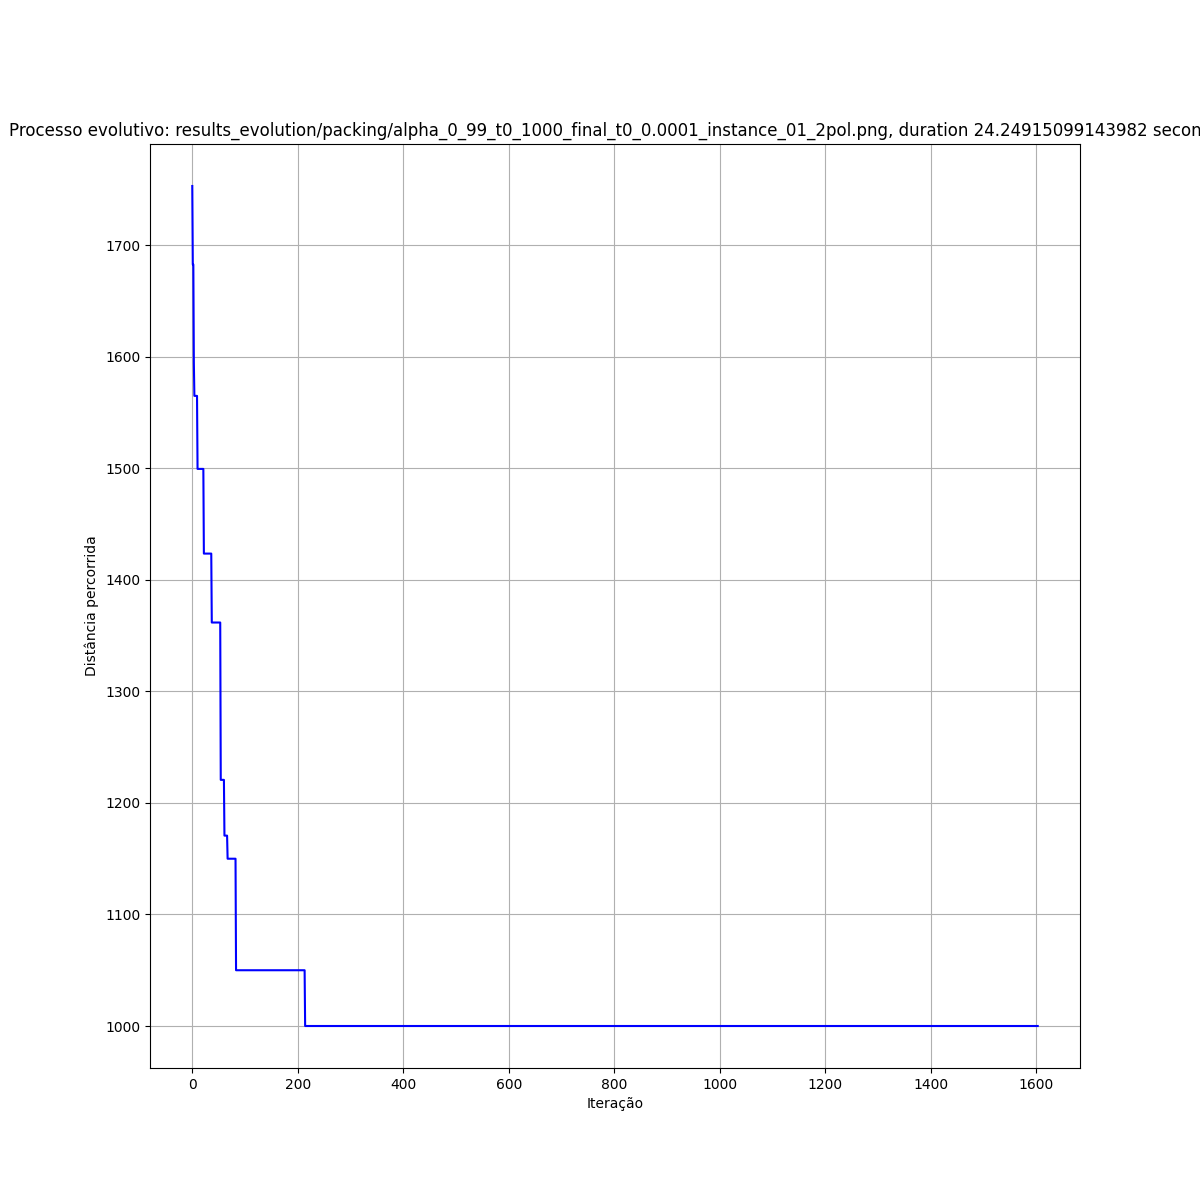 Processo evolutivo: results_evolution/packing/alpha_0_99_t0_1000_final_t0_0.0001_instance_01_2pol.png, duration 24.24915099143982 secon
1700
1600
1500
1400
1300
1200
1100
1000
Distância percorrida
0 200 400 600 800 1000 1200 1400 1600
Iteração